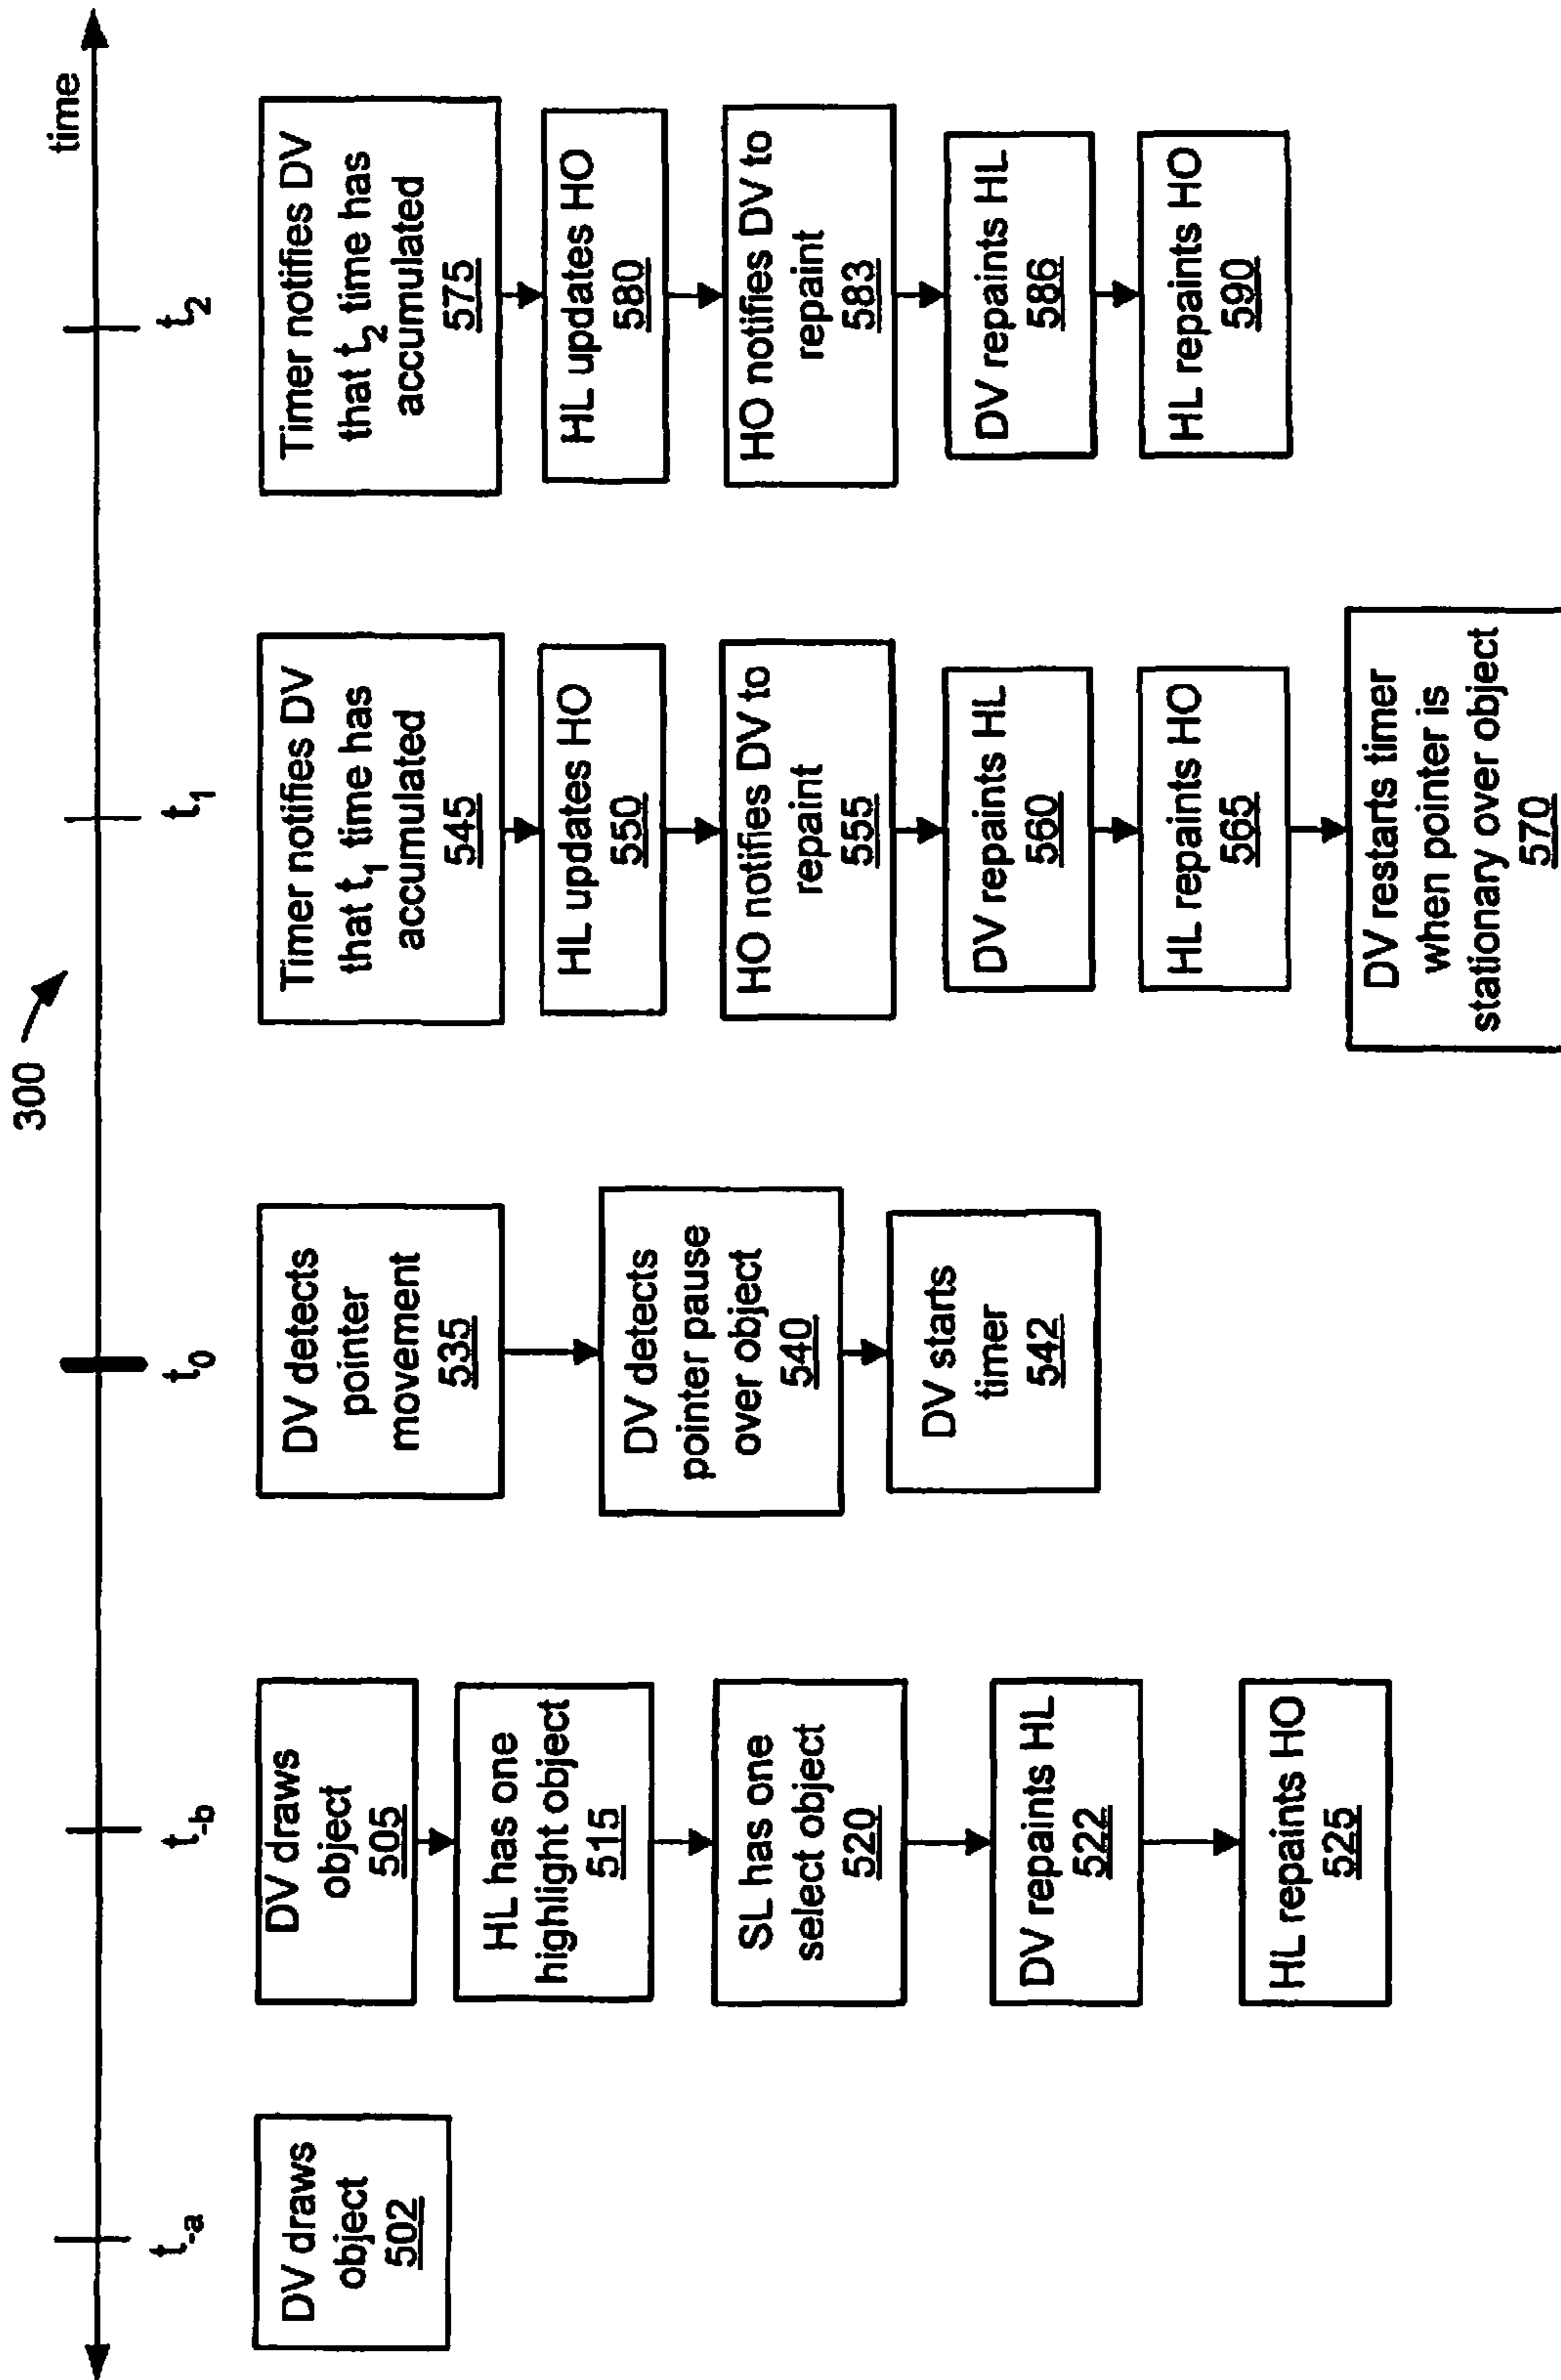 300
time
t-a
t-b
t0
t1
t2
DV draws
object
502
DV draws
object
505
HL has one
highlight object
515
SL has one
select object
520
DV repaints HL
522
HL repaints HO
525
DV detects
pointer
movement
535
DV detects
pointer pause
over object
540
DV starts
timer
542
Timer notifies DV
that t1 time has
accumulated
545
HL updates HO
550
HO notifies DV to
repaint
555
DV repaints HL
560
HL repaints HO
565
DV restarts timer
when pointer is
stationary over object
570
Timer notifies DV
that t2 time has
accumulated
575
HL updates HO
580
HO notifies DV to
repaint
583
DV repaints HL
586
HL repaints HO
590